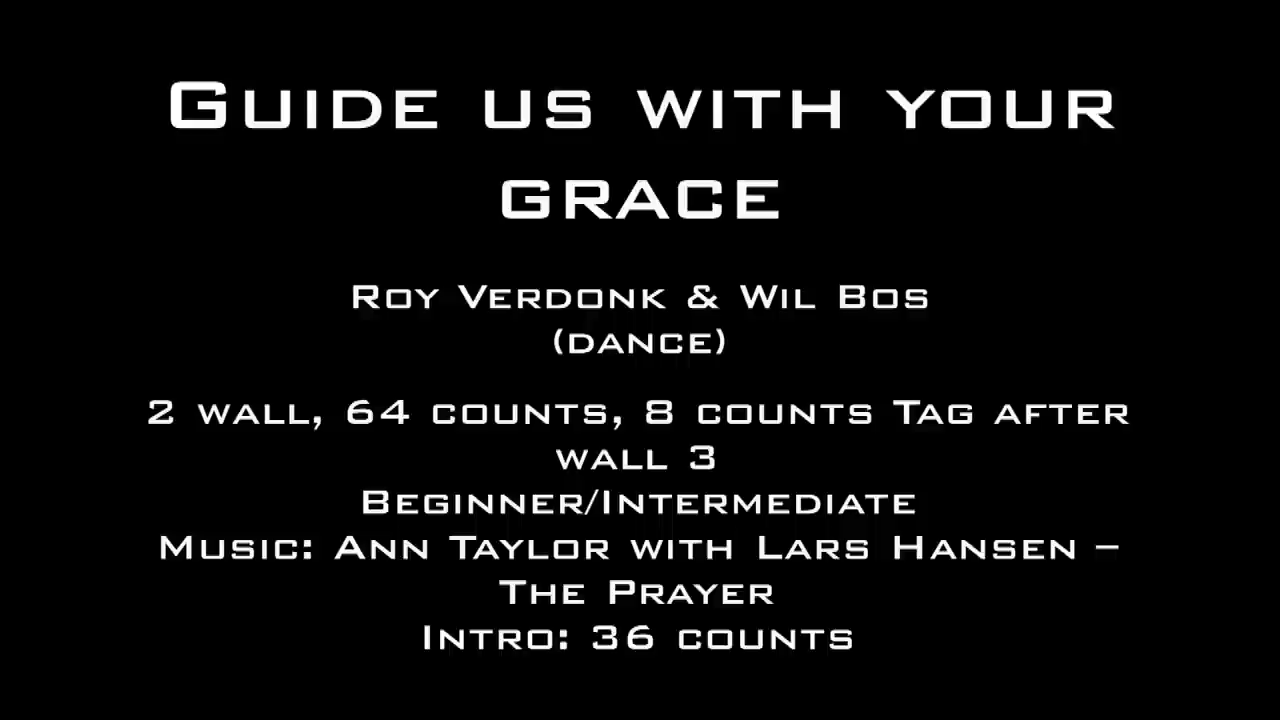 Guide us with your
grace
Roy Verdonk & Wil Bos
(dance)
2 wall, 64 counts, 8 counts Tag after
wall 3
Beginner/Intermediate
Music: Ann Taylor with Lars Hansen –
The Prayer
Intro: 36 counts